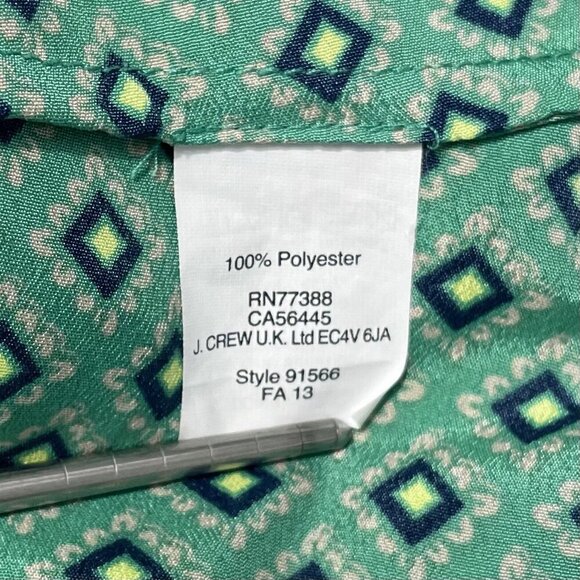 100% Polyester
RN77388
CA56445
J. CREW U.K. Ltd EC4V 6JA
Style 91566
FA 13